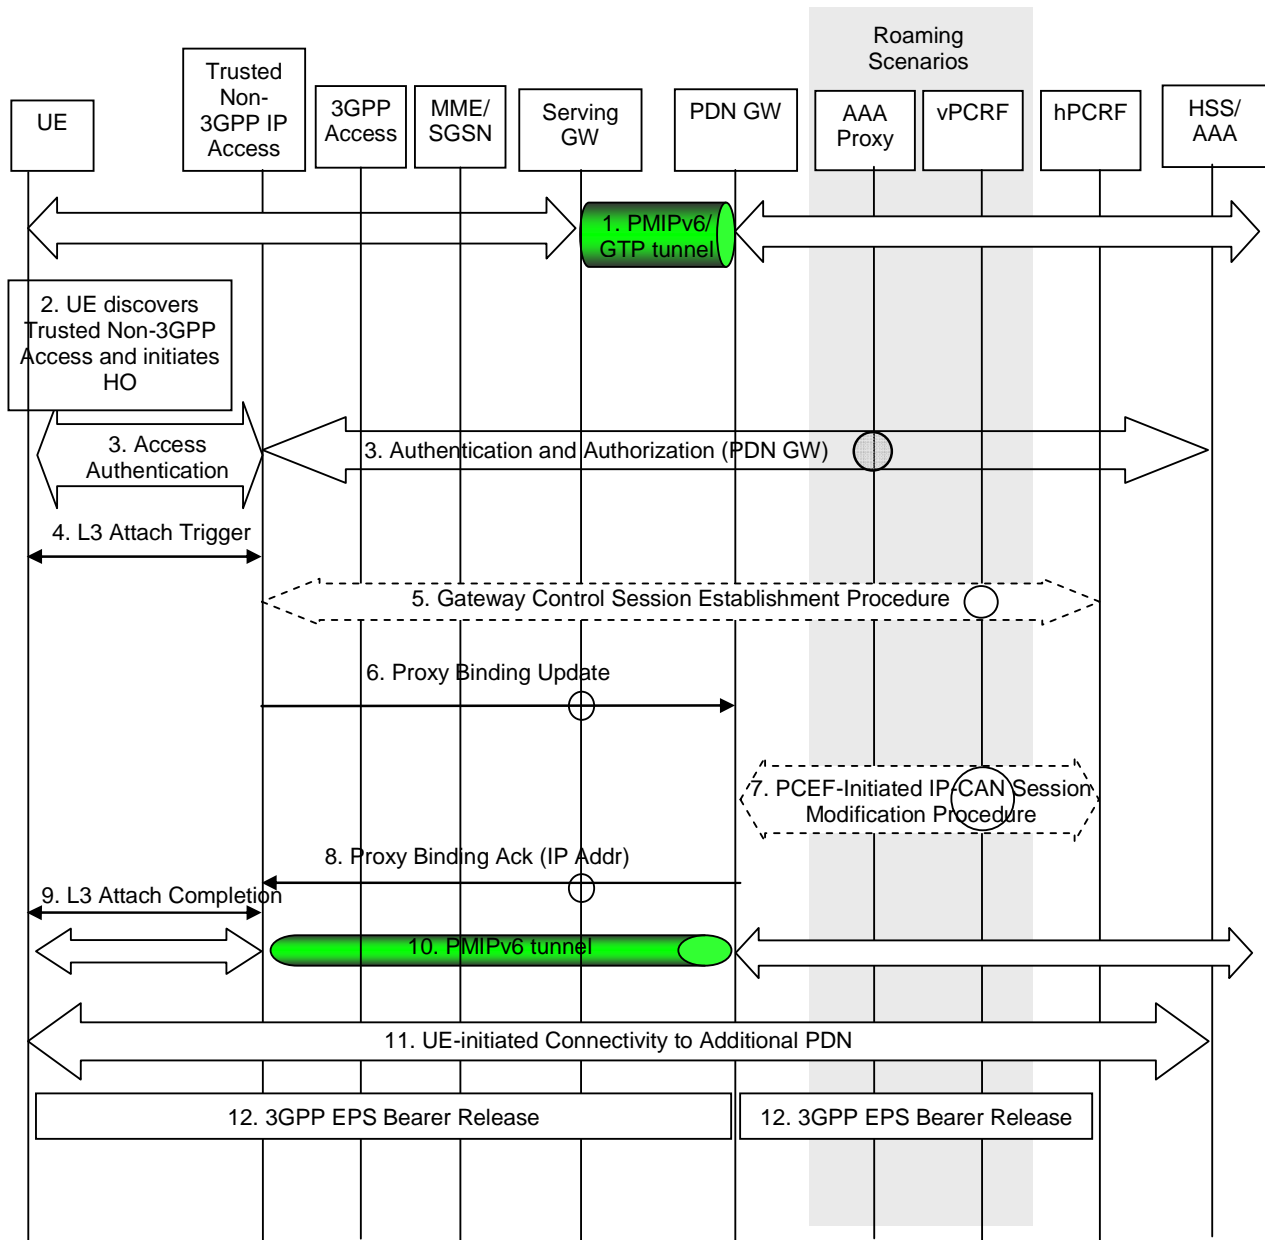 Roaming
Scenarios
UE
Trusted
Non-
3GPP IP
Access
3GPP
Access
MME/
SGSN
Serving
GW
PDN GW
AAA
Proxy
vPCRF
hPCRF
HSS/
AAA
1. PMIPv6/
GTP tunnel
2. UE discovers
Trusted Non-3GPP
Access and initiates
HO
3. Access
Authentication
3. Authentication and Authorization (PDN GW)
4. L3 Attach Trigger
5. Gateway Control Session Establishment Procedure
6. Proxy Binding Update
7. PCEF-Initiated IP-CAN Session
Modification Procedure
8. Proxy Binding Ack (IP Addr)
9. L3 Attach Completion
10. PMIPv6 tunnel
11. UE-initiated Connectivity to Additional PDN
12. 3GPP EPS Bearer Release
12. 3GPP EPS Bearer Release